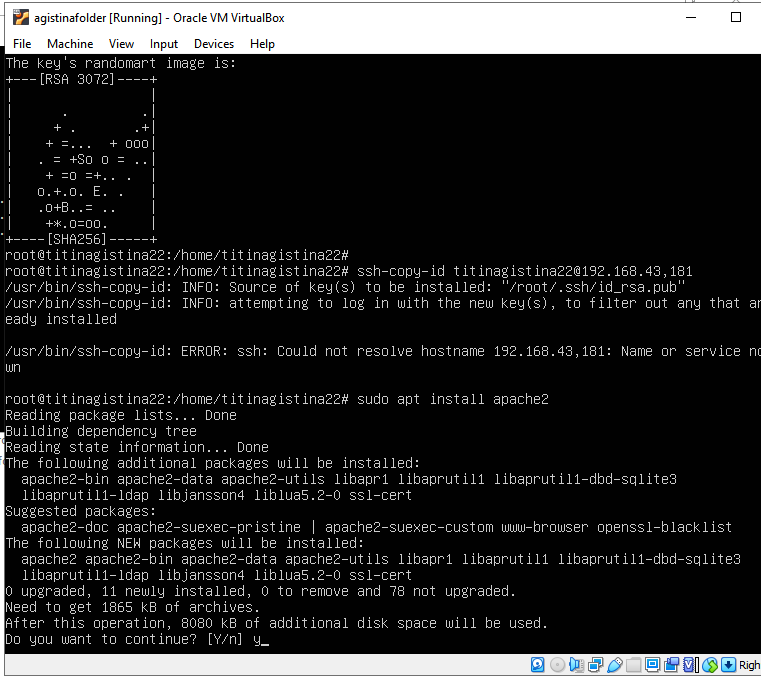 agistinafolder [Running] - Oracle VM VirtualBox
File Machine View Input Devices Help
The key's randomart image is:
+---[RSA 3072]----+
|                 |
|      .         .|
|     + .       .+|
|    + =...  + ooo|
|   . = +So o = ..|
|    + =o =+.. .  |
|   o.+.o. E. .   |
|   .o+B..= ..    |
|    +*.o=oo.     |
+----[SHA256]-----+
root@titinagistina22:/home/titinagistina22#
root@titinagistina22:/home/titinagistina22# ssh-copy-id titinagistina22@192.168.43,181
/usr/bin/ssh-copy-id: INFO: Source of key(s) to be installed: "/root/.ssh/id_rsa.pub"
/usr/bin/ssh-copy-id: INFO: attempting to log in with the new key(s), to filter out any that
eady installed
/usr/bin/ssh-copy-id: ERROR: ssh: Could not resolve hostname 192.168.43,181: Name or service
wn
root@titinagistina22:/home/titinagistina22# sudo apt install apache2
Reading package lists... Done
Building dependency tree
Reading state information... Done
The following additional packages will be installed:
  apache2-bin apache2-data apache2-utils libapr1 libaprutil1 libaprutil1-dbd-sqlite3
  libaprutil1-ldap libjansson4 liblua5.2-0 ssl-cert
Suggested packages:
  apache2-doc apache2-suexec-pristine | apache2-suexec-custom www-browser openssl-blacklist
The following NEW packages will be installed:
  apache2 apache2-bin apache2-data apache2-utils libapr1 libaprutil1 libaprutil1-dbd-sqlite3
  libaprutil1-ldap libjansson4 liblua5.2-0 ssl-cert
0 upgraded, 11 newly installed, 0 to remove and 78 not upgraded.
Need to get 1865 kB of archives.
After this operation, 8080 kB of additional disk space will be used.
Do you want to continue? [Y/n] y_
Righ